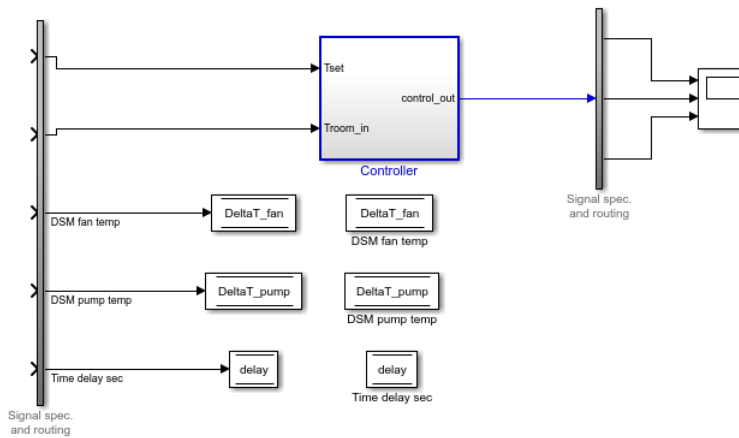 Tset
control_out
Troom_in
Controller
Signal spec.
and routing
DSM fan temp
DeltaT_fan
DeltaT_fan
DSM fan temp
DSM pump temp
DeltaT_pump
DeltaT_pump
DSM pump temp
Time delay sec
delay
delay
Time delay sec
Signal spec.
and routing